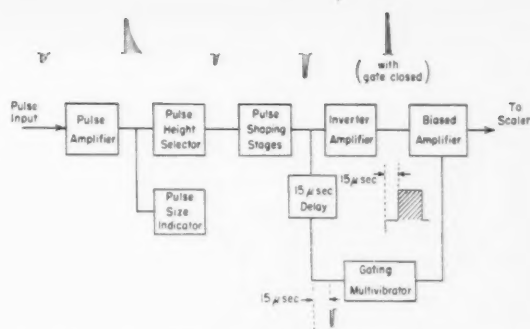 ( with
gate closed )
Pulse
Input
Pulse
Amplifier
Pulse
Height
Selector
Pulse
Shaping
Stages
Inverter
Amplifier
Biased
Amplifier
To
Scaler
Pulse
Size
Indicator
15 μ sec
Delay
15 μ sec
Gating
Multivibrator
15 μ sec